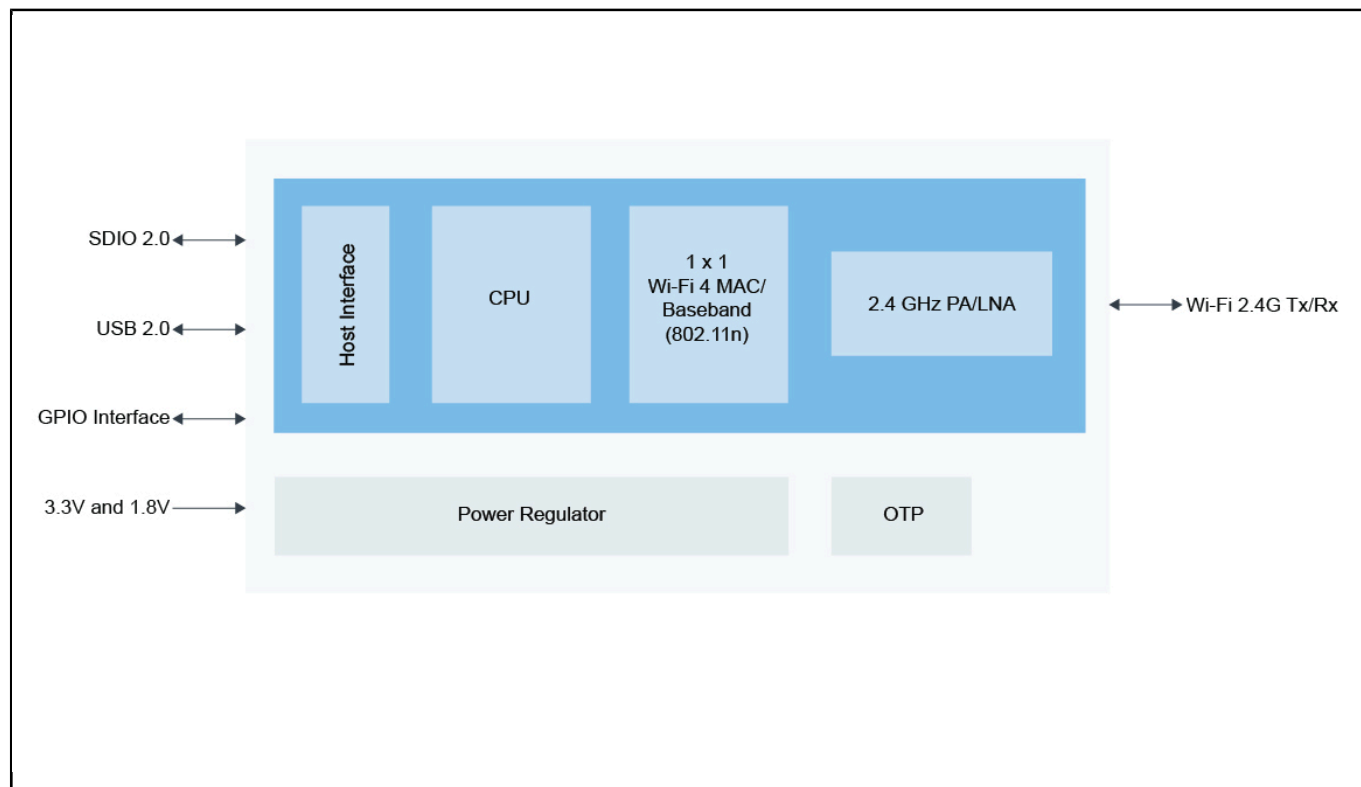 SDIO 2.0
USB 2.0
GPIO Interface
3.3V and 1.8V
Host Interface
CPU
1 x 1
Wi-Fi 4 MAC/
Baseband
(802.11n)
2.4 GHz PA/LNA
Wi-Fi 2.4G Tx/Rx
Power Regulator
OTP